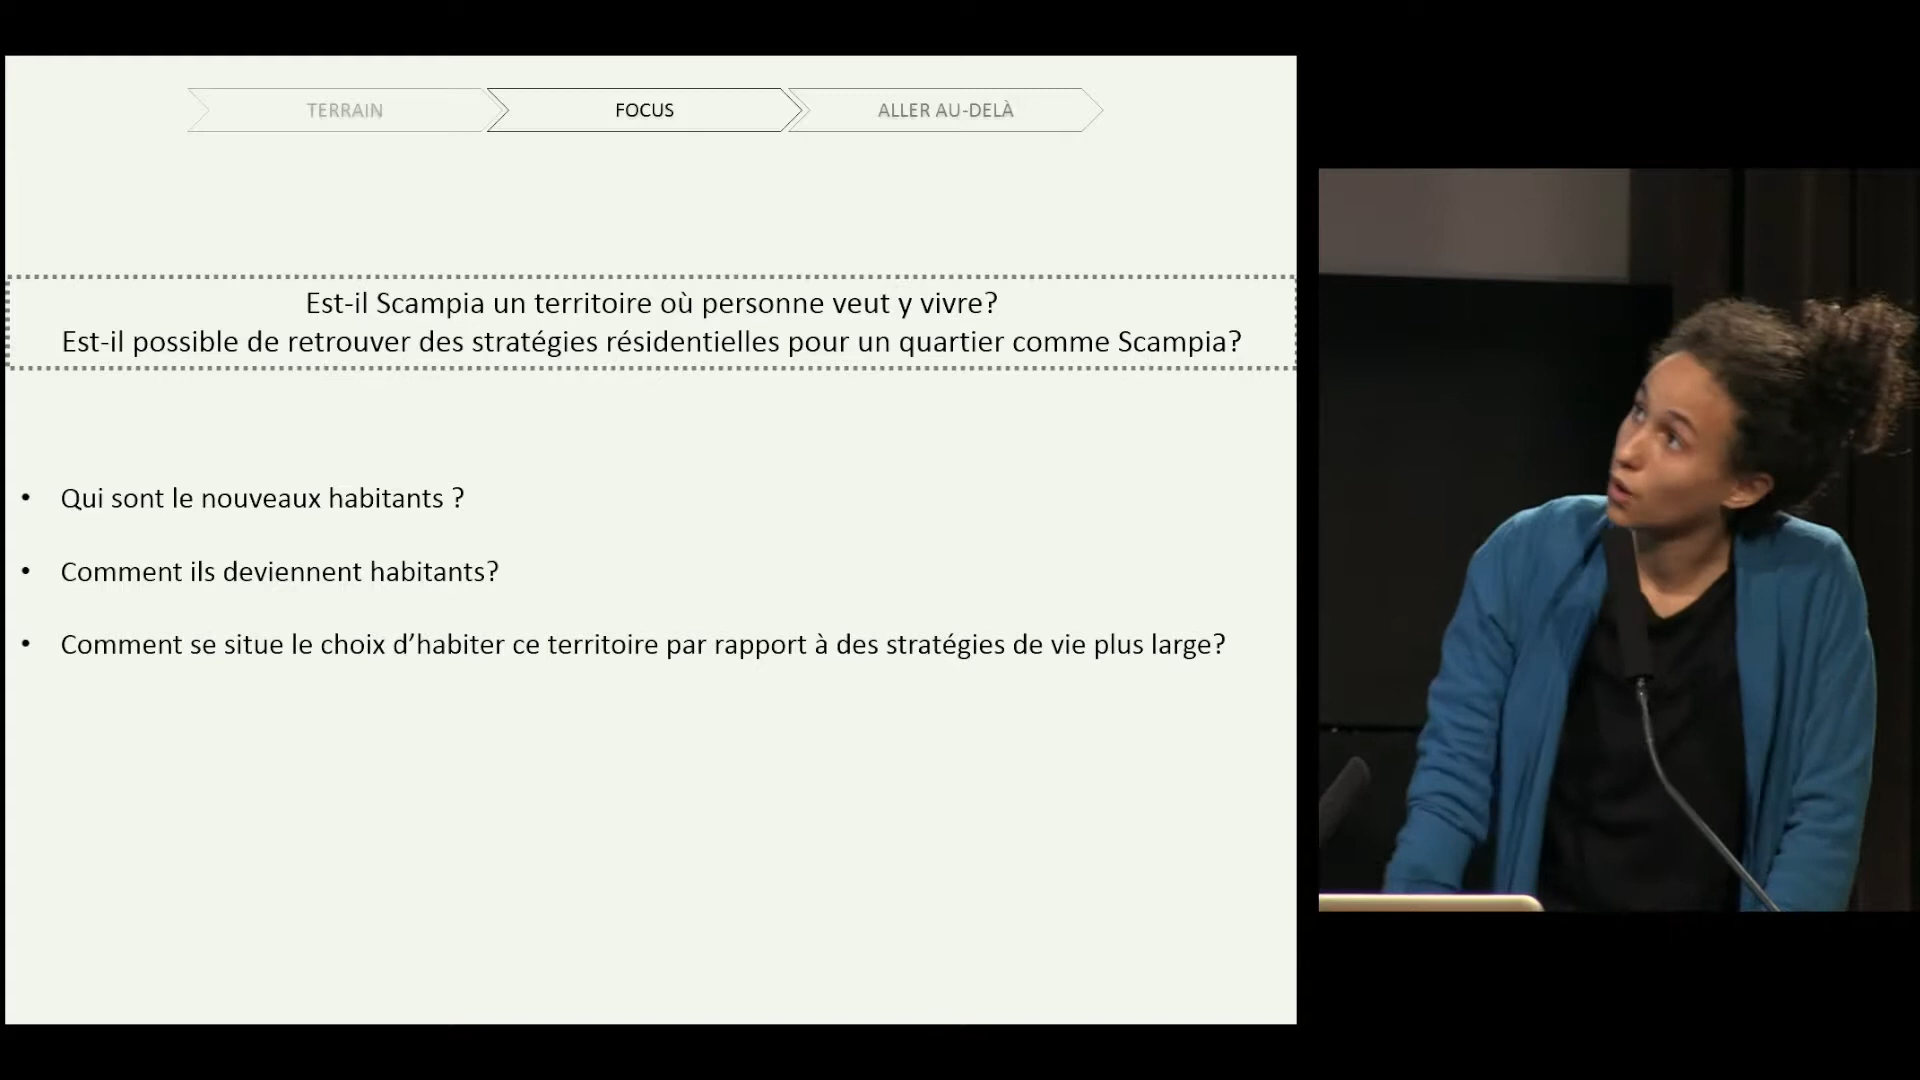 TERRAIN
FOCUS
ALLER AU-DELÀ
Est-il Scampia un territoire où personne veut y vivre?
Est-il possible de retrouver des stratégies résidentielles pour un quartier comme Scampia?
• Qui sont le nouveaux habitants ?
• Comment ils deviennent habitants?
• Comment se situe le choix d’habiter ce territoire par rapport à des stratégies de vie plus large?